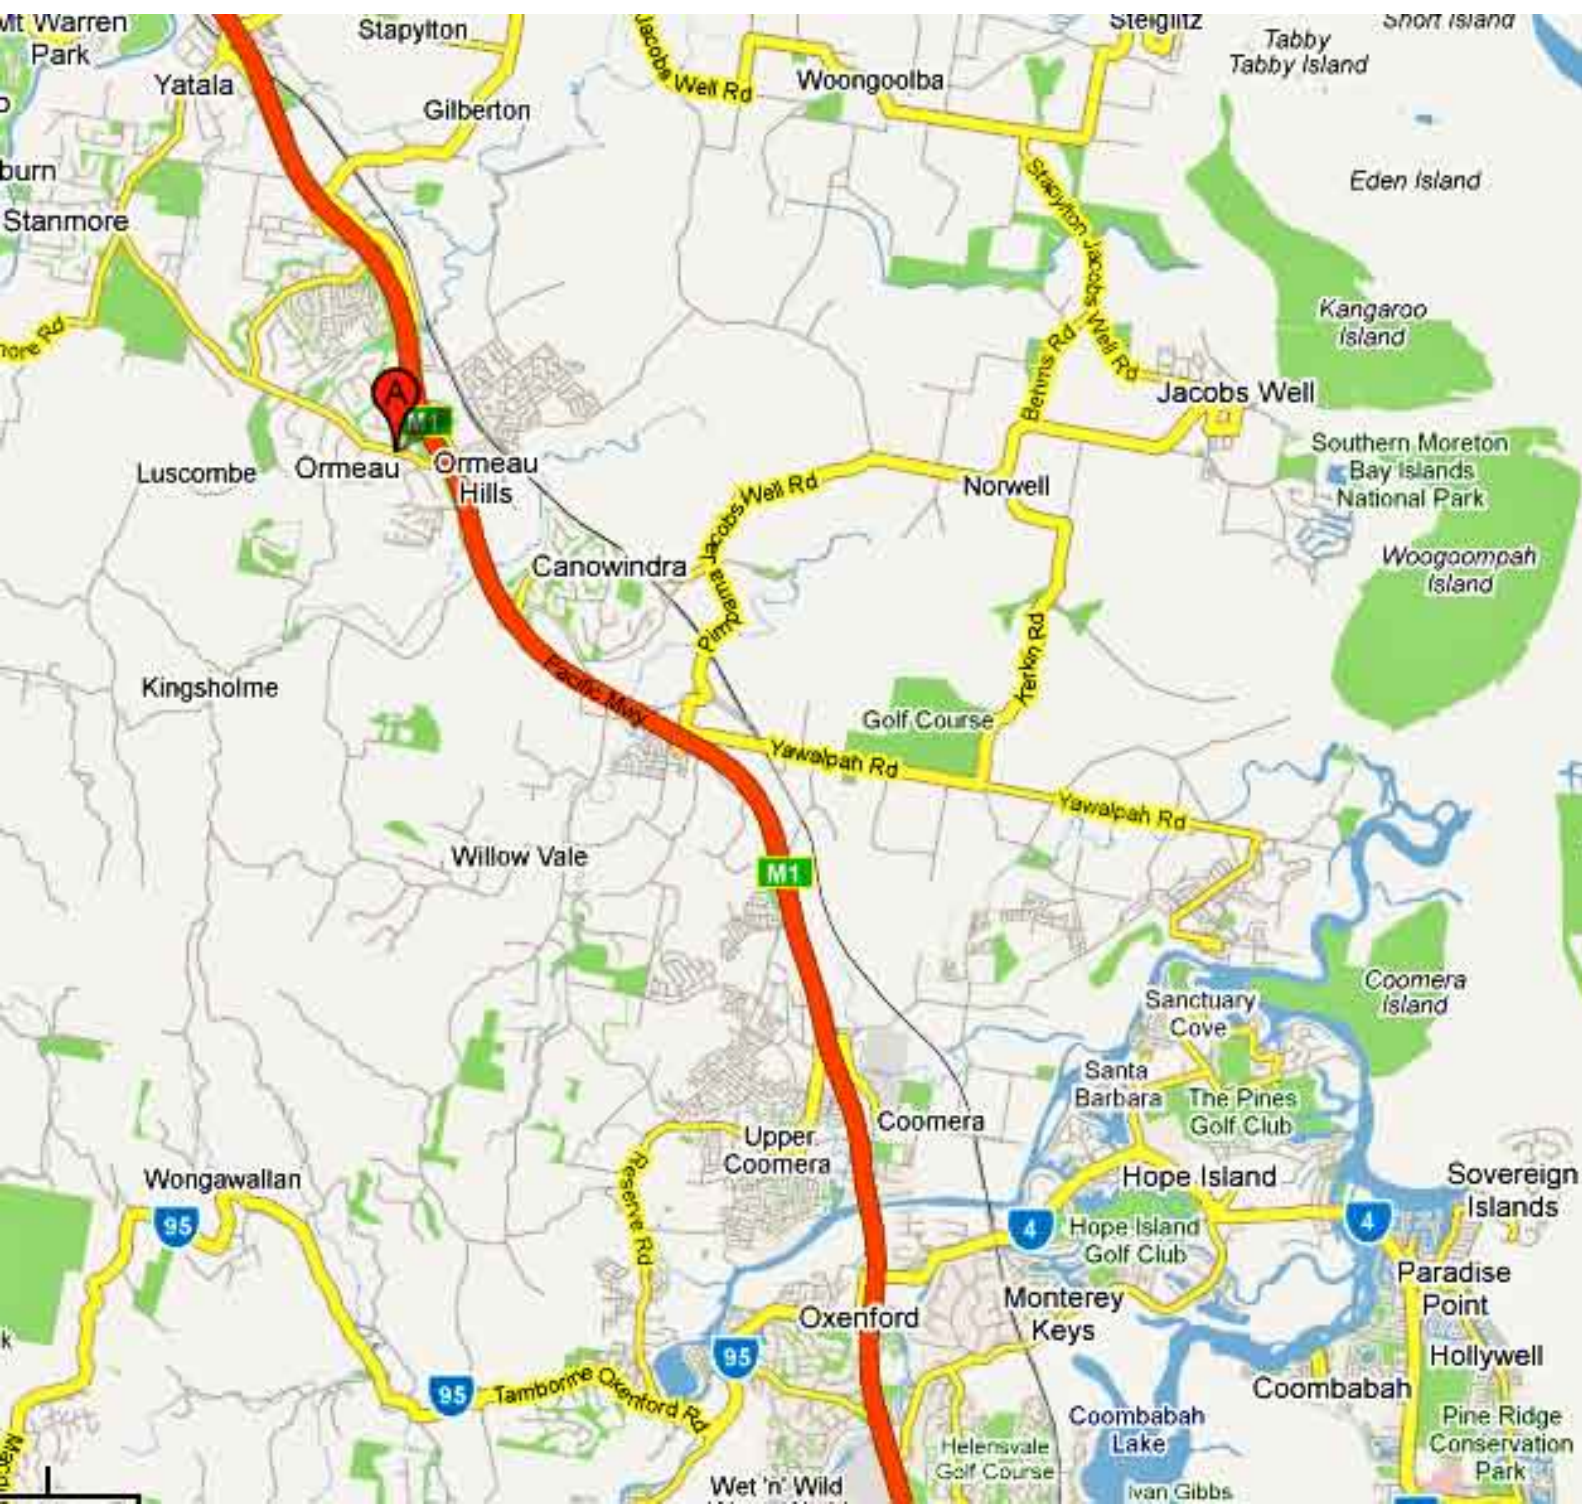 Mt Warren
Park
Stapylton
Jacobs Well Rd
Steiglitz
Short Island
Tabby
Tabby Island
Yatala
Woongoolba
Gilberton
burn
Eden Island
Stanmore
Stapylton Jacobs Well Rd
Kangaroo
Island
more Rd
Behms Rd
A
M1
Jacobs Well
Luscombe
Ormeau
Ormeau
Hills
Southern Moreton
Bay Islands
National Park
Norwell
Pimpama Jacobs Well Rd
Canowindra
Woogoompah
Island
Kerkin Rd
Kingsholme
Pacific Mwy
Golf Course
Yawalpah Rd
Yawalpah Rd
Willow Vale
M1
Coomera
Island
Sanctuary
Cove
Santa
Barbara
The Pines
Golf Club
Coomera
Upper
Coomera
Reserve Rd
Wongawallan
95
Hope Island
Sovereign
Islands
4
4
Hope Island
Golf Club
Paradise
Point
Monterey
Keys
Oxenford
95
k
Hollywell
95
Tamborine Oxenford Rd
Coombabah
Coombabah
Lake
Pine Ridge
Conservation
Park
Helensvale
Golf Course
Wet 'n' Wild
Ivan Gibbs